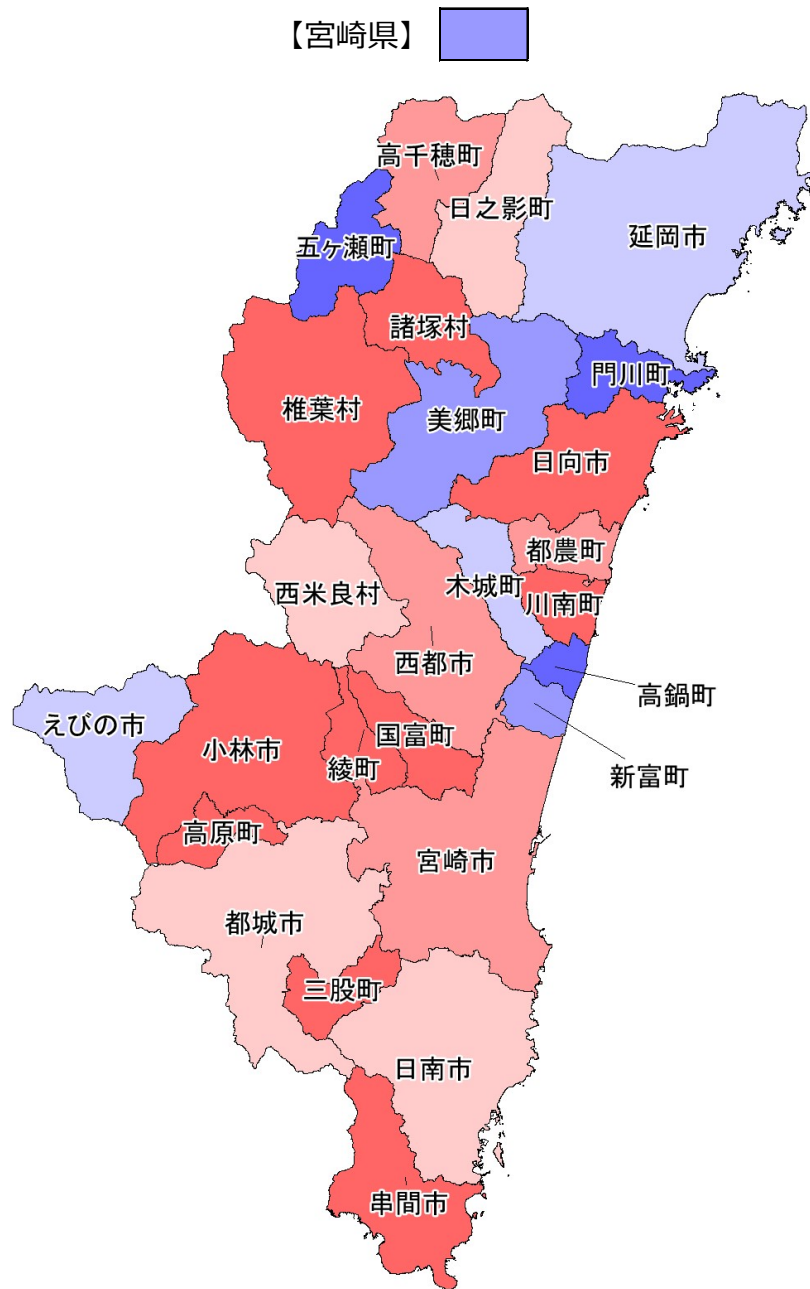 【宮崎県】
高千穂町
日之影町
延岡市
五ヶ瀬町
諸塚村
門川町
椎葉村
美郷町
日向市
都農町
木城町
西米良村
川南町
西都市
高鍋町
えびの市
国富町
小林市
綾町
新富町
高原町
宮崎市
都城市
三股町
日南市
串間市